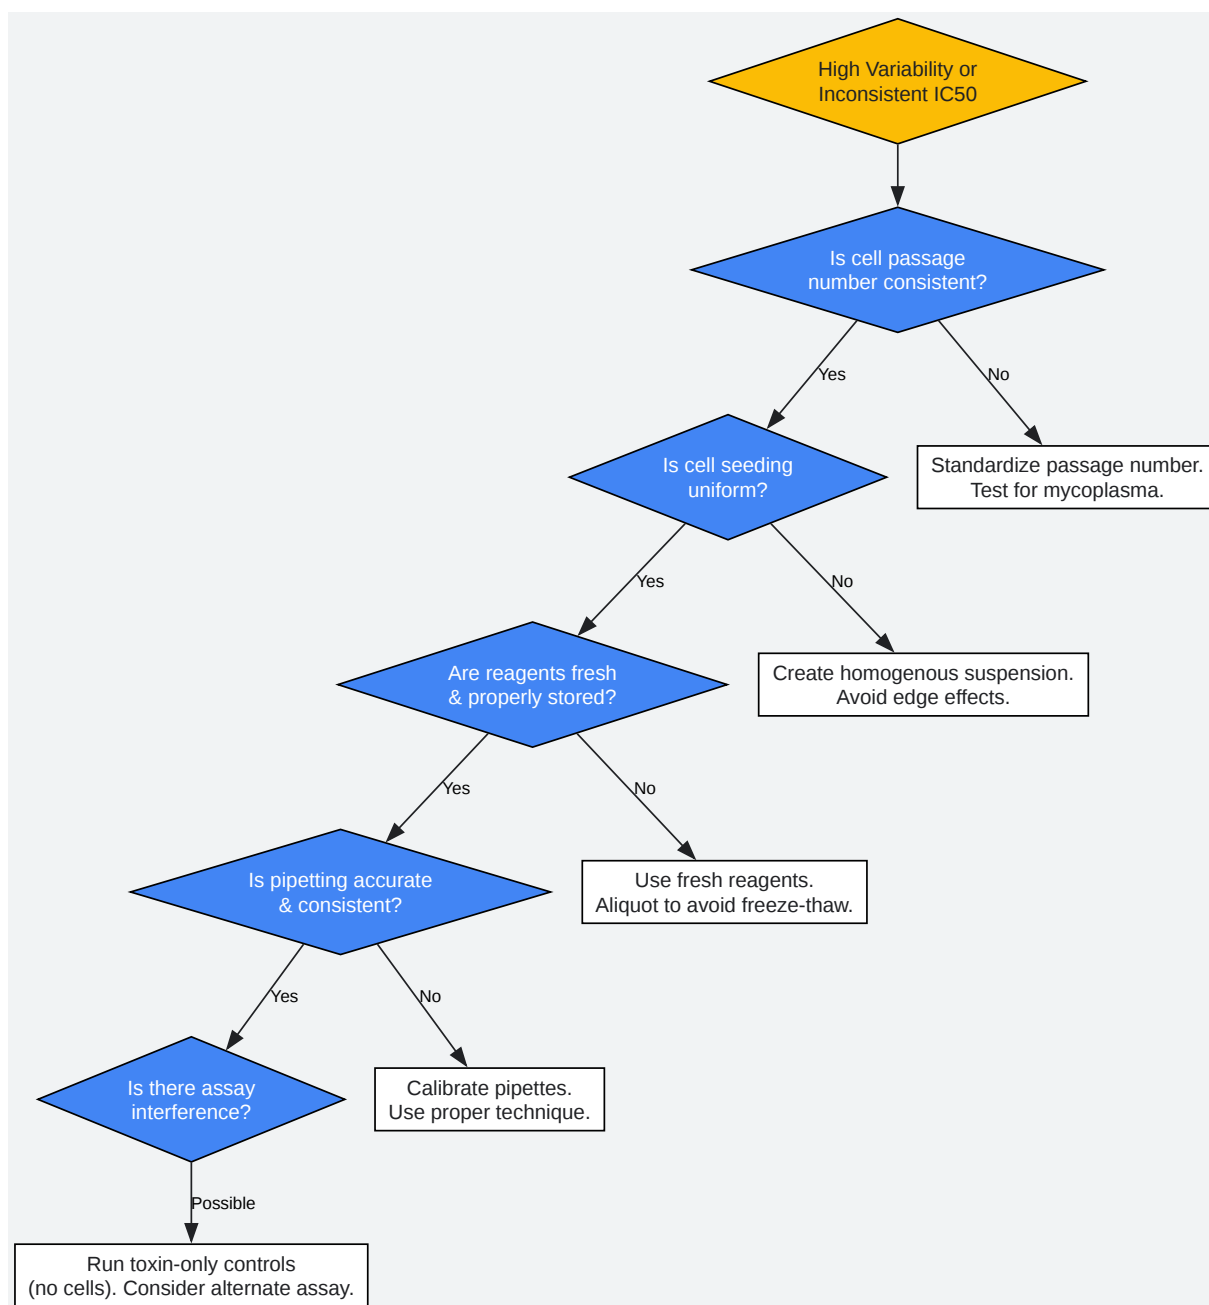 High Variability or
Inconsistent IC50
Is cell passage
number consistent?
Yes
No
Is cell seeding
uniform?
Standardize passage number.
Test for mycoplasma.
Yes
No
Are reagents fresh
& properly stored?
Create homogenous suspension.
Avoid edge effects.
Yes
No
Is pipetting accurate
& consistent?
Use fresh reagents.
Aliquot to avoid freeze-thaw.
Yes
No
Is there assay
interference?
Calibrate pipettes.
Use proper technique.
Possible
Run toxin-only controls
(no cells). Consider alternate assay.